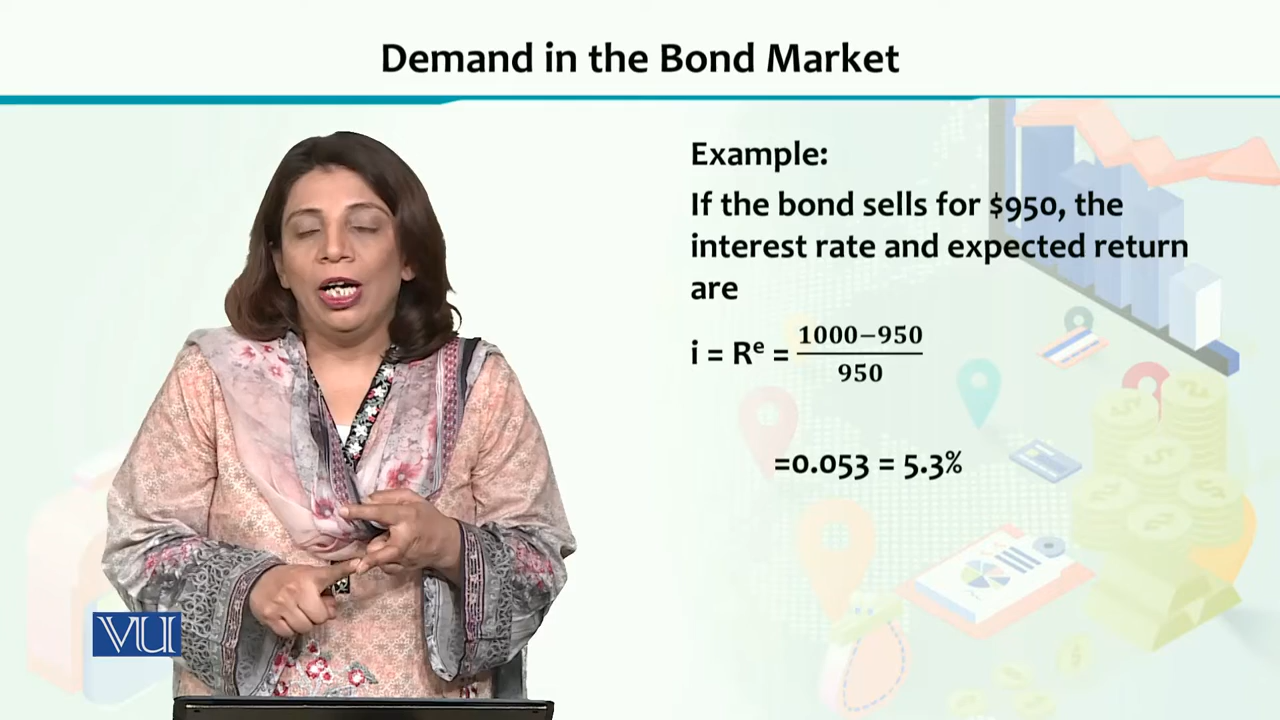 Demand in the Bond Market
Example:
If the bond sells for $950, the
interest rate and expected return
are
i = Rᵉ = 1000−950
950
=0.053 = 5.3%
VU